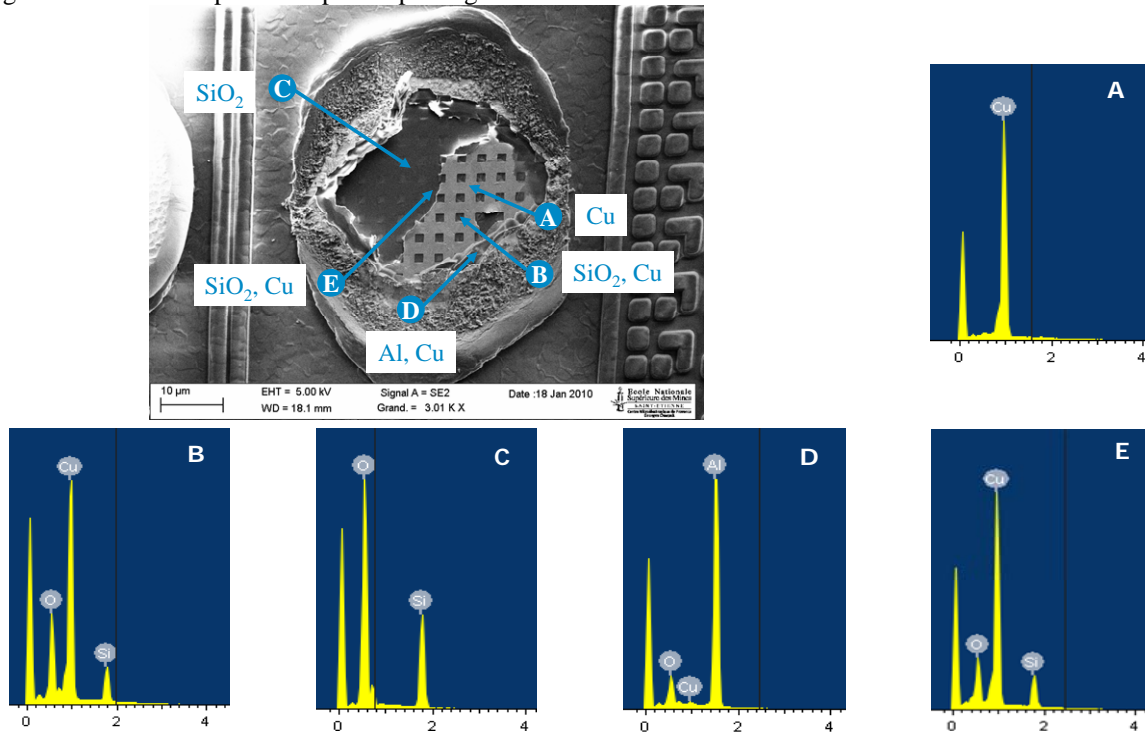 SiO2
C
A
Cu
B
SiO2, Cu
E
SiO2, Cu
D
Al, Cu
10 µm
EHT = 5.00 kV
WD = 18.1 mm
Signal A = SE2
Grand. = 3.01 K X
Date :18 Jan 2010
Ecole Nationale
Supérieure des Mines
SAINT-ETIENNE
A
Cu
0 2 4
B
Cu
O
Si
0 2 4
C
O
Si
0 2 4
D
Al
O
Cu
0 2 4
E
Cu
O
Si
0 2 4